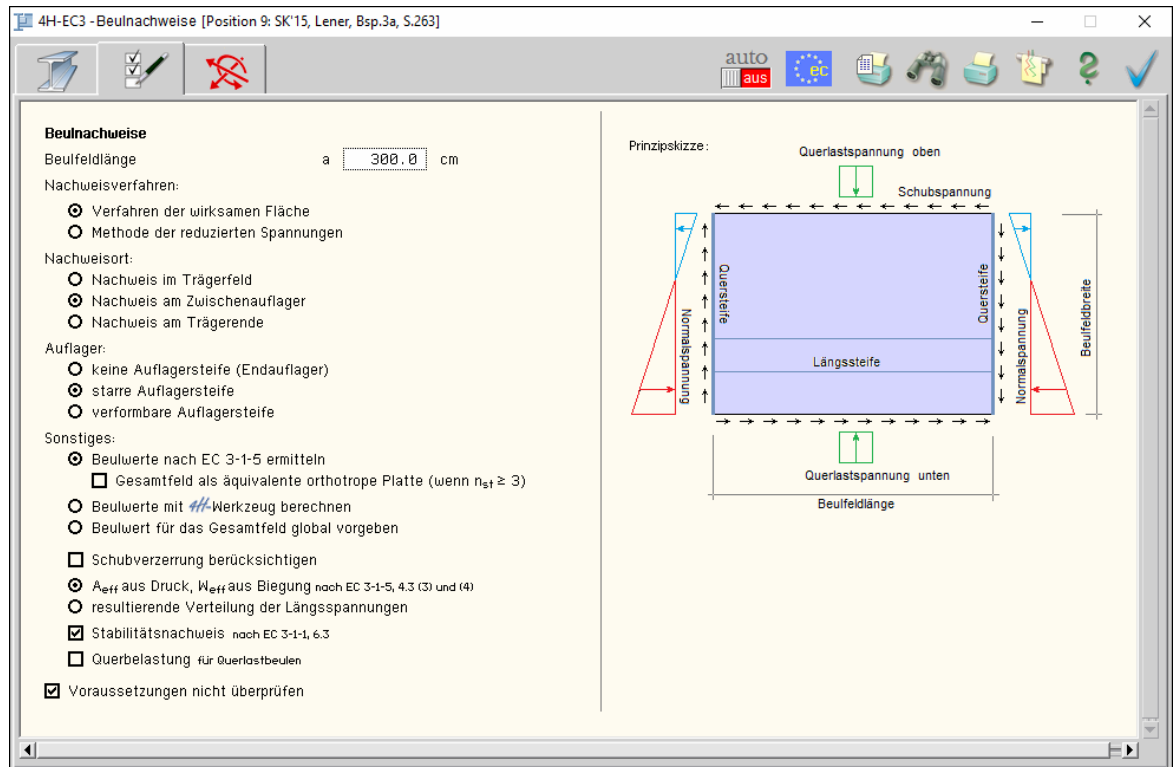 4H-EC3 -Beulnachweise [Position 9: SK'15, Lener, Bsp.3a, S.263]
auto
aus
ec
Beulnachweise
Beulfeldlänge a 300.0 cm
Nachweisverfahren:
Verfahren der wirksamen Fläche
Methode der reduzierten Spannungen
Nachweisort:
Nachweis im Trägerfeld
Nachweis am Zwischenauflager
Nachweis am Trägerende
Auflager:
keine Auflagersteife (Endauflager)
starre Auflagersteife
verformbare Auflagersteife
Sonstiges:
Beulwerte nach EC 3-1-5 ermitteln
Gesamtfeld als äquivalente orthotrope Platte (wenn nst ≥ 3)
Beulwerte mit 4H-Werkzeug berechnen
Beulwert für das Gesamtfeld global vorgeben
Schubverzerrung berücksichtigen
Aeff aus Druck, Weff aus Biegung nach EC 3-1-5, 4.3 (3) und (4)
resultierende Verteilung der Längsspannungen
Stabilitätsnachweis nach EC 3-1-1, 6.3
Querbelastung für Querlastbeulen
Voraussetzungen nicht überprüfen
Prinzipskizze:
Querlastspannung oben
Schubspannung
Normalspannung
Quersteife
Längssteife
Quersteife
Normalspannung
Beulfeldbreite
Querlastspannung unten
Beulfeldlänge